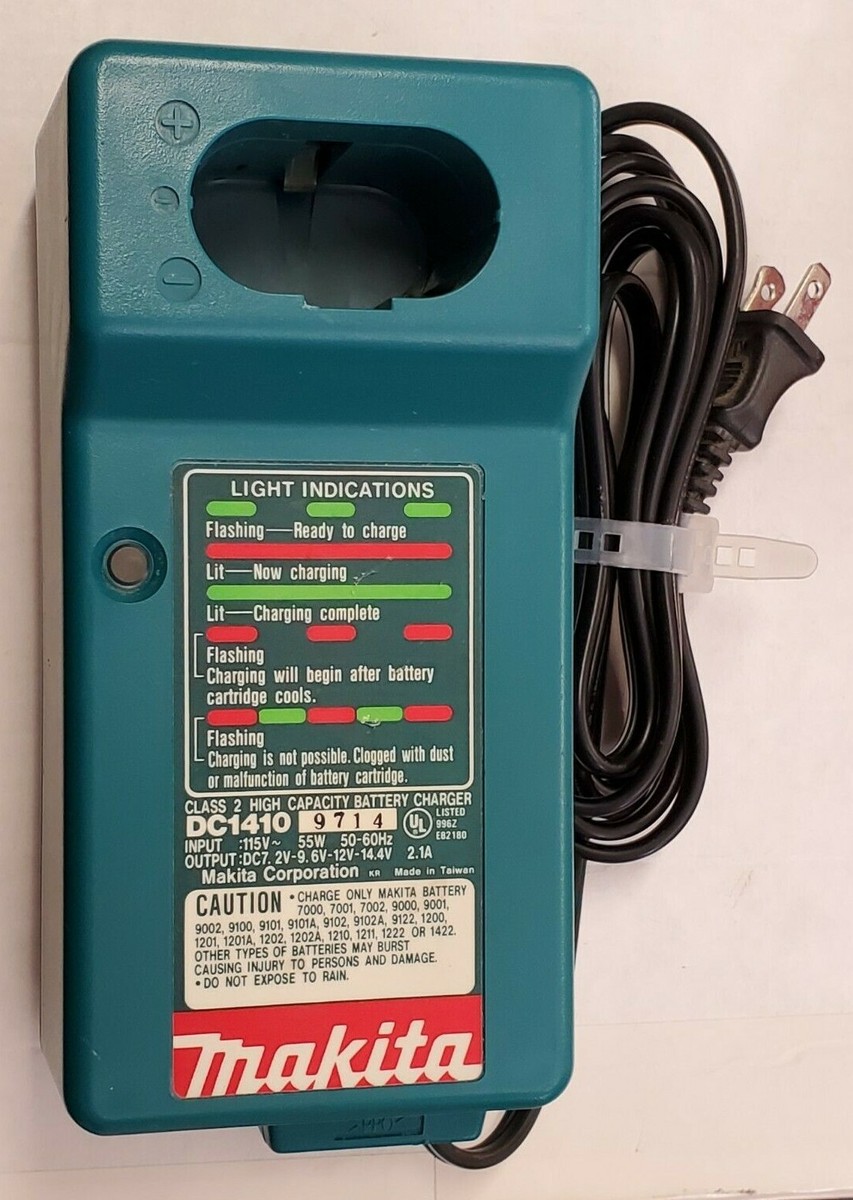 +
−
LIGHT INDICATIONS
Flashing—Ready to charge
Lit—Now charging
Lit—Charging complete
Flashing
Charging will begin after battery
cartridge cools.
Flashing
Charging is not possible. Clogged with dust
or malfunction of battery cartridge.
CLASS 2 HIGH CAPACITY BATTERY CHARGER
DC1410 9714 UL LISTED
996Z
E82180
INPUT :115V~ 55W 50-60Hz
OUTPUT:DC7.2V-9.6V-12V-14.4V 2.1A
Makita Corporation KR Made in Taiwan
CAUTION •CHARGE ONLY MAKITA BATTERY
7000, 7001, 7002, 9000, 9001,
9002, 9100, 9101, 9101A, 9102, 9102A, 9122, 1200,
1201, 1201A, 1202, 1202A, 1210, 1211, 1222 OR 1422.
OTHER TYPES OF BATTERIES MAY BURST
CAUSING INJURY TO PERSONS AND DAMAGE.
•DO NOT EXPOSE TO RAIN.
makita